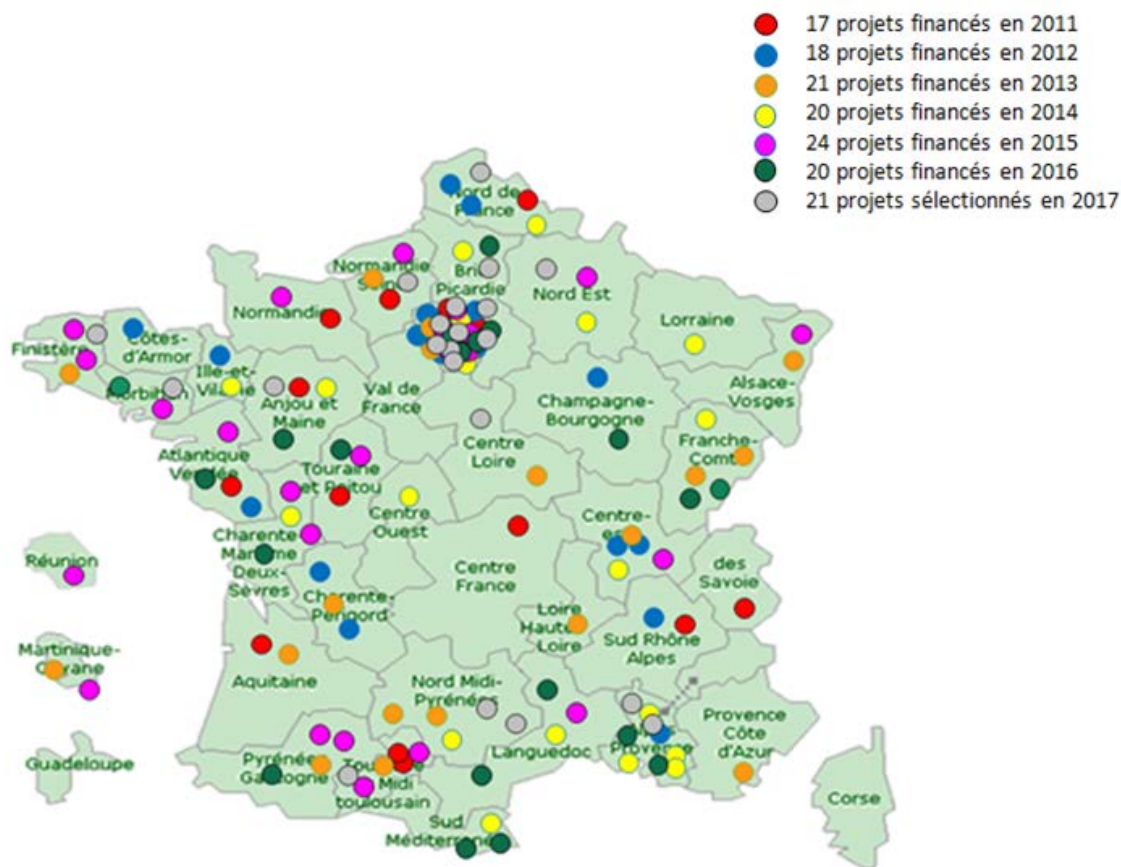 17 projets financés en 2011
18 projets financés en 2012
21 projets financés en 2013
20 projets financés en 2014
24 projets financés en 2015
20 projets financés en 2016
21 projets sélectionnés en 2017
Nord de
France
Normandie
Seine
Brie
Picardie
Nord Est
Normandie
Lorraine
Finistère
Côtes-
d'Armor
Ille-et-
Vilaine
Morbihan
Anjou et
Maine
Val de
France
Champagne-
Bourgogne
Alsace-
Vosges
Franche-
Comté
Atlantique
Vendée
Touraine
et Poitou
Centre
Loire
Centre
Ouest
Centre-
est
Charente
Maritime
Deux-
Sèvres
Centre
France
des
Savoie
Réunion
Charente-
Périgord
Loire
Haute
Loire
Sud Rhône
Alpes
Martinique-
Guyane
Aquitaine
Nord Midi-
Pyrénées
Alpes
Provence
Provence
Côte
d'Azur
Languedoc
Guadeloupe
Pyrénées
Gascogne
Toulouse
Midi
toulousain
Sud
Méditerranée
Corse